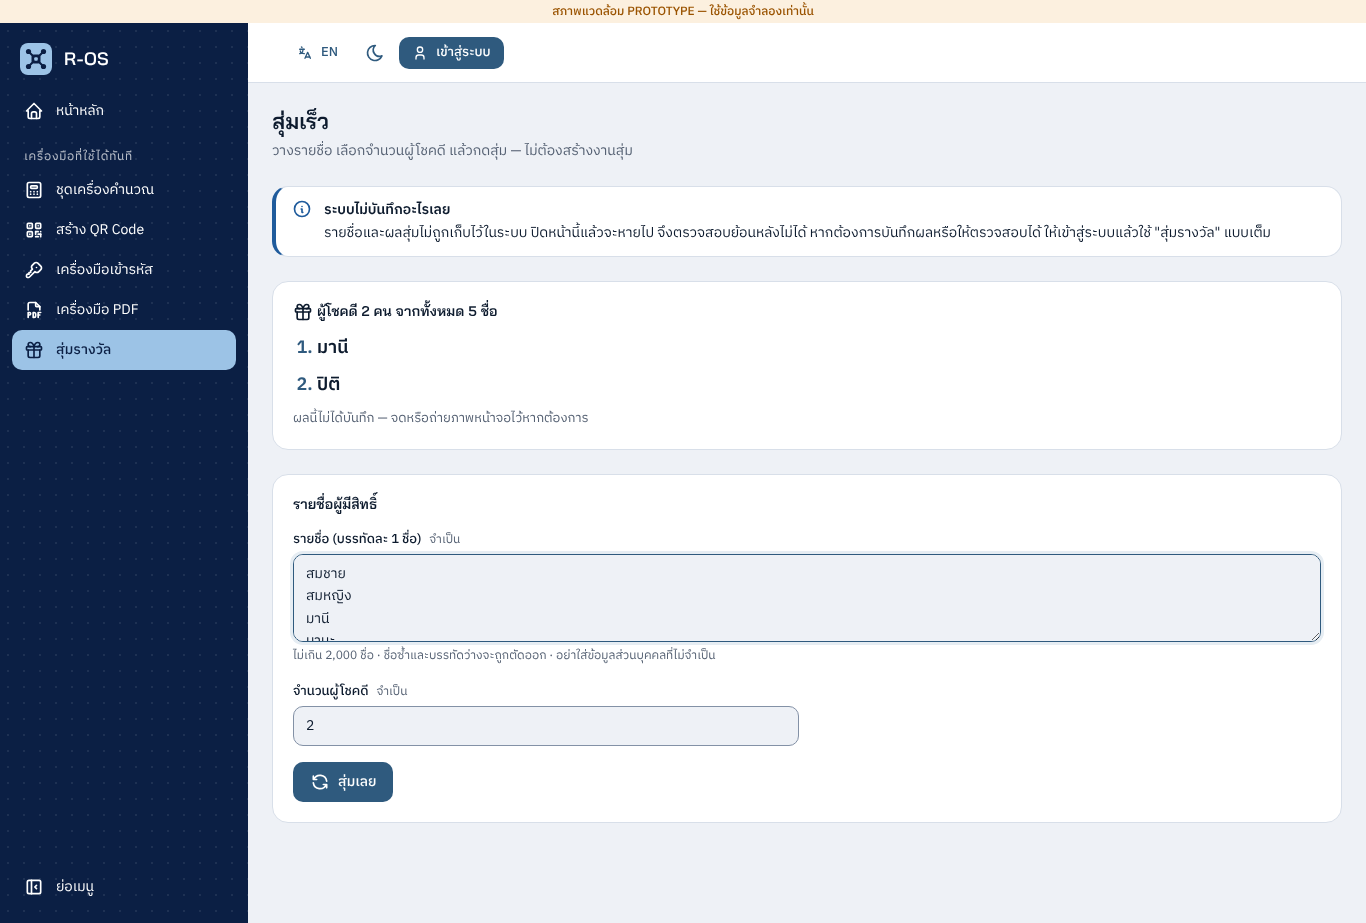 สภาพแวดล้อม PROTOTYPE — ใช้ข้อมูลจำลองเท่านั้น
R-OS
หน้าหลัก
เครื่องมือที่ใช้ได้ทันที
ชุดเครื่องคำนวณ
สร้าง QR Code
เครื่องมือเข้ารหัส
เครื่องมือ PDF
สุ่มรางวัล
ย่อเมนู
EN
เข้าสู่ระบบ
สุ่มเร็ว
วางรายชื่อ เลือกจำนวนผู้โชคดี แล้วกดสุ่ม — ไม่ต้องสร้างงานสุ่ม
ระบบไม่บันทึกอะไรเลย
รายชื่อและผลสุ่มไม่ถูกเก็บไว้ในระบบ ปิดหน้านี้แล้วจะหายไป จึงตรวจสอบย้อนหลังไม่ได้ หากต้องการบันทึกผลหรือให้ตรวจสอบได้ ให้เข้าสู่ระบบแล้วใช้ "สุ่มรางวัล" แบบเต็ม
ผู้โชคดี 2 คน จากทั้งหมด 5 ชื่อ
1. มานี
2. ปิติ
ผลนี้ไม่ได้บันทึก — จดหรือถ่ายภาพหน้าจอไว้หากต้องการ
รายชื่อผู้มีสิทธิ์
รายชื่อ (บรรทัดละ 1 ชื่อ) จำเป็น
สมชาย
สมหญิง
มานี
ไม่เกิน 2,000 ชื่อ · ชื่อซ้ำและบรรทัดว่างจะถูกตัดออก · อย่าใส่ข้อมูลส่วนบุคคลที่ไม่จำเป็น
จำนวนผู้โชคดี จำเป็น
2
สุ่มเลย